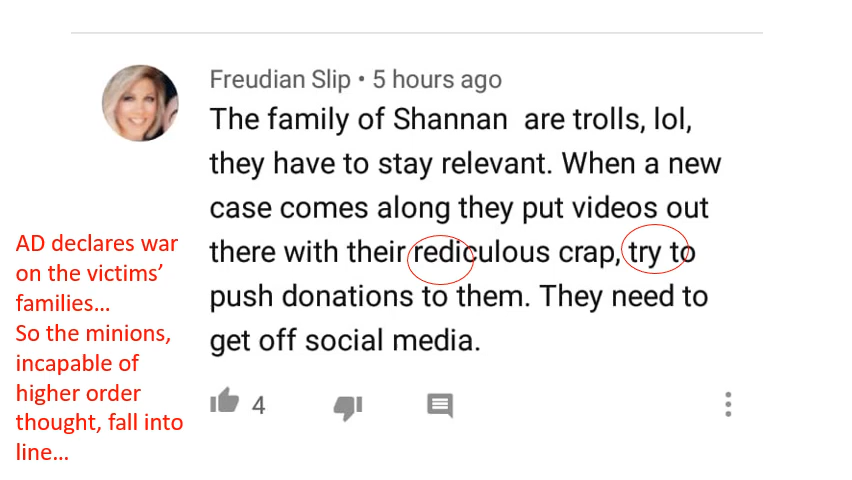 Freudian Slip • 5 hours ago
The family of Shannan  are trolls, lol,
they have to stay relevant. When a new
case comes along they put videos out
there with their rediculous crap, try to
push donations to them. They need to
get off social media.
4
AD declares war
on the victims’
families...
So the minions,
incapable of
higher order
thought, fall into
line...